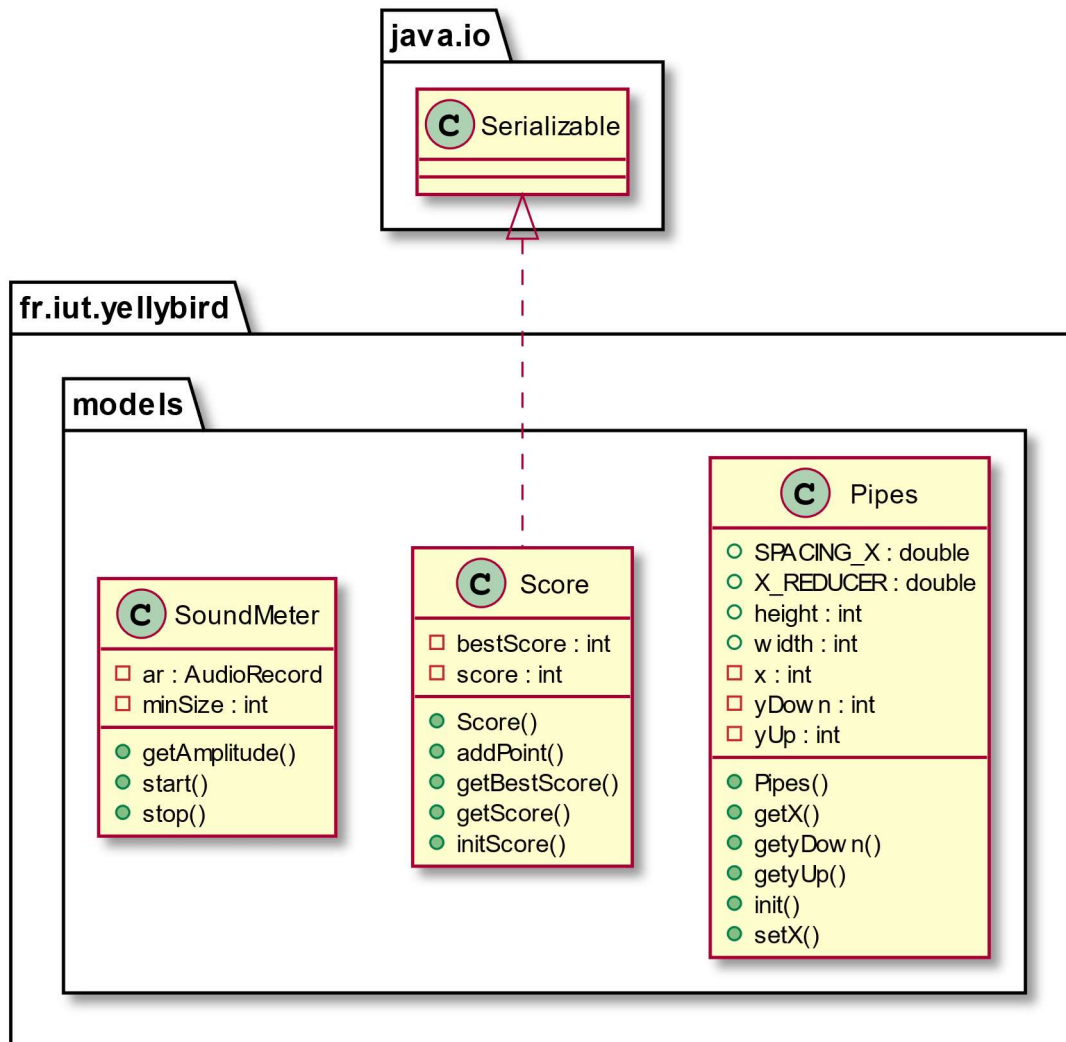 java.io
C Serializable
fr.iut.yellybird
models
C SoundMeter
ar : AudioRecord
minSize : int
getAmplitude()
start()
stop()
C Score
bestScore : int
score : int
Score()
addPoint()
getBestScore()
getScore()
initScore()
C Pipes
SPACING_X : double
X_REDUCER : double
height : int
width : int
x : int
yDown : int
yUp : int
Pipes()
getX()
getyDown()
getyUp()
init()
setX()